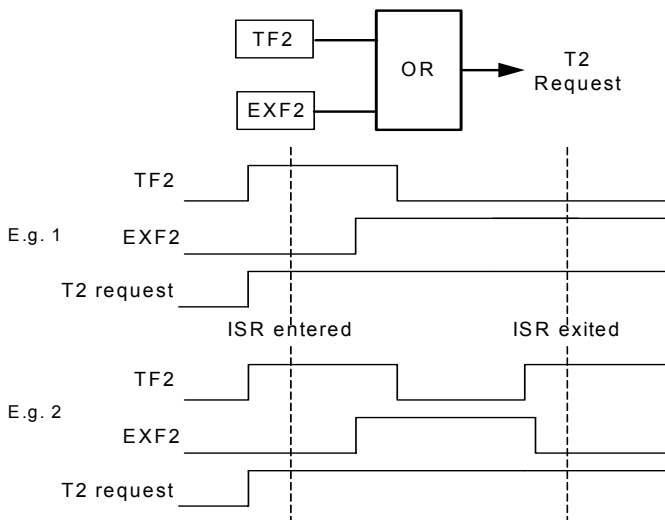 TF2
EXF2
OR
T2
Request
TF2
E.g. 1
EXF2
T2 request
ISR entered
ISR exited
TF2
E.g. 2
EXF2
T2 request